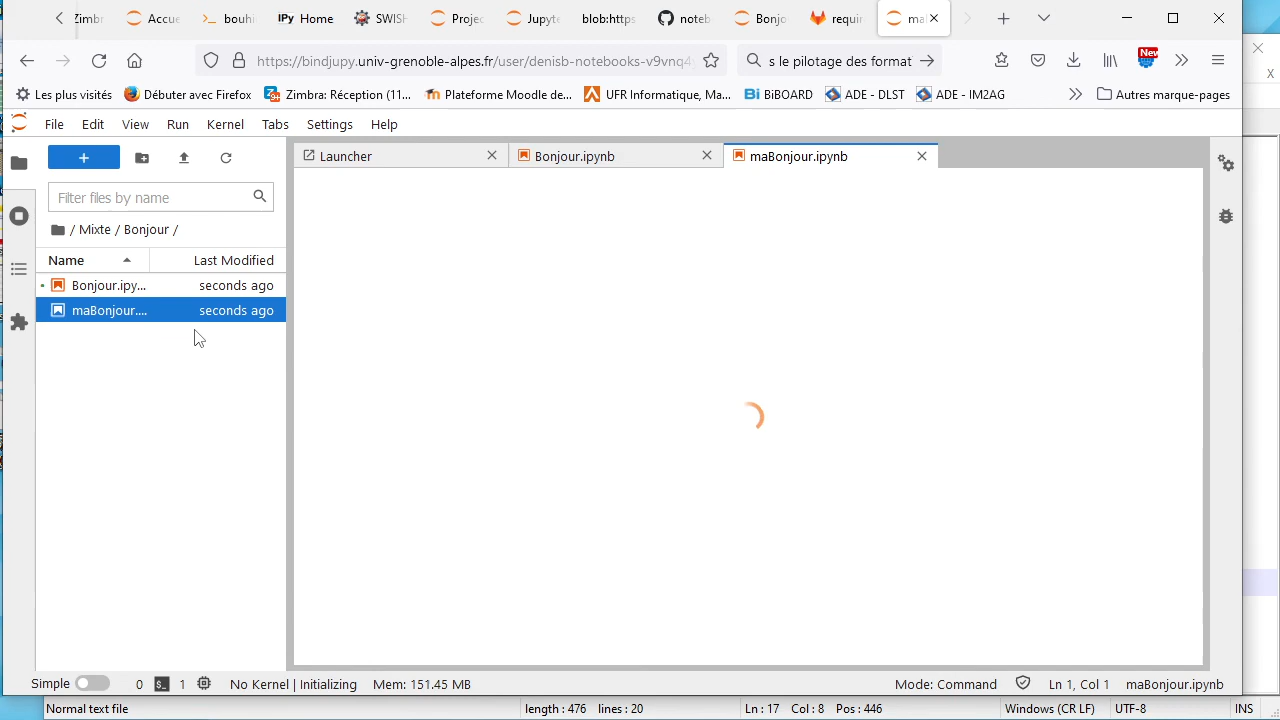 Zimbr
Accue
bouhi
IPy Home
SWISH
Projec
Jupyte
blob:https
noteb
Bonjo
requir
ma
https://bindjupy.univ-grenoble-alpes.fr/user/denisb-notebooks-v9vnq4
s le pilotage des format
New
Les plus visités
Débuter avec Firefox
Zimbra: Réception (11...
Plateforme Moodle de...
UFR Informatique, Ma...
Bi BiBOARD
ADE - DLST
ADE - IM2AG
Autres marque-pages
File Edit View Run Kernel Tabs Settings Help
Launcher
Bonjour.ipynb
maBonjour.ipynb
Filter files by name
/ Mixte / Bonjour /
Name Last Modified
Bonjour.ipy... seconds ago
maBonjour.... seconds ago
Simple 0 1 No Kernel | Initializing Mem: 151.45 MB Mode: Command Ln 1, Col 1 maBonjour.ipynb
Normal text file length : 476 lines : 20 Ln : 17 Col : 8 Pos : 446 Windows (CR LF) UTF-8 INS